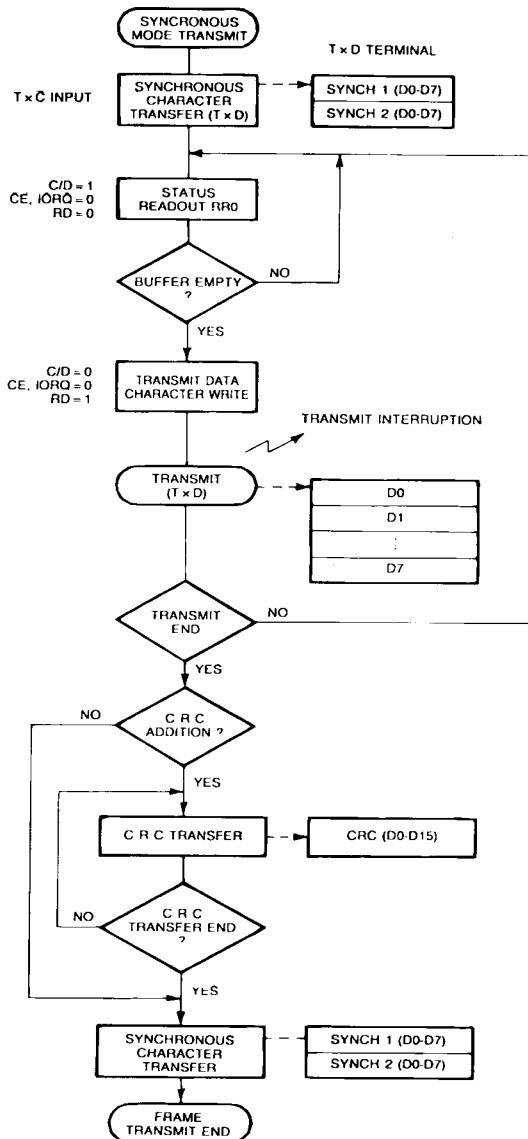 SYNCRONOUS
MODE TRANSMIT
T × D TERMINAL
T × C̄ INPUT
SYNCHRONOUS
CHARACTER
TRANSFER (T × D)
SYNCH 1 (D0-D7)
SYNCH 2 (D0-D7)
C/D = 1
CE, IORQ = 0
RD = 0
STATUS
READOUT RR0
BUFFER EMPTY
?
NO
YES
C/D = 0
CE, IORQ = 0
RD = 1
TRANSMIT DATA
CHARACTER WRITE
TRANSMIT INTERRUPTION
TRANSMIT
(T × D)
D0
D1
⋮
D7
TRANSMIT
END
NO
YES
NO
C R C
ADDITION ?
YES
C R C TRANSFER
CRC (D0-D15)
NO
C R C
TRANSFER END
?
YES
SYNCHRONOUS
CHARACTER
TRANSFER
SYNCH 1 (D0-D7)
SYNCH 2 (D0-D7)
FRAME
TRANSMIT END